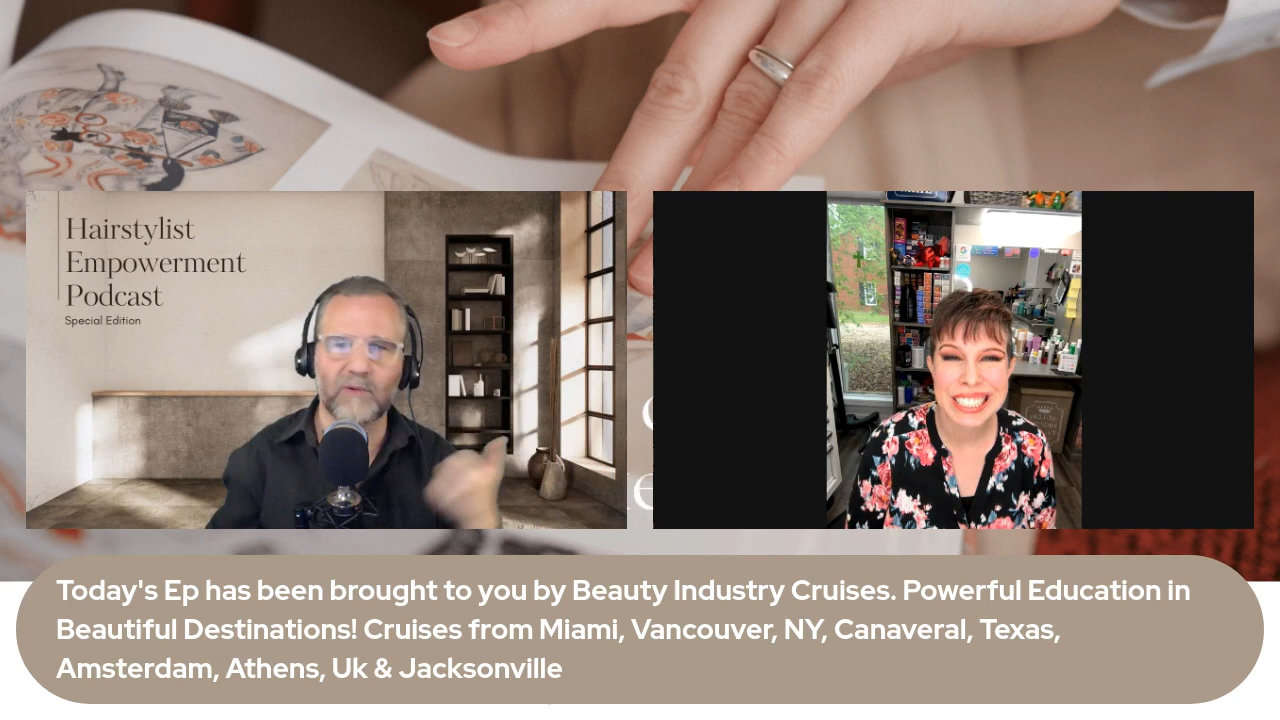 Hairstylist
Empowerment
Podcast
Special Edition
Today's Ep has been brought to you by Beauty Industry Cruises. Powerful Education in
Beautiful Destinations! Cruises from Miami, Vancouver, NY, Canaveral, Texas,
Amsterdam, Athens, Uk & Jacksonville